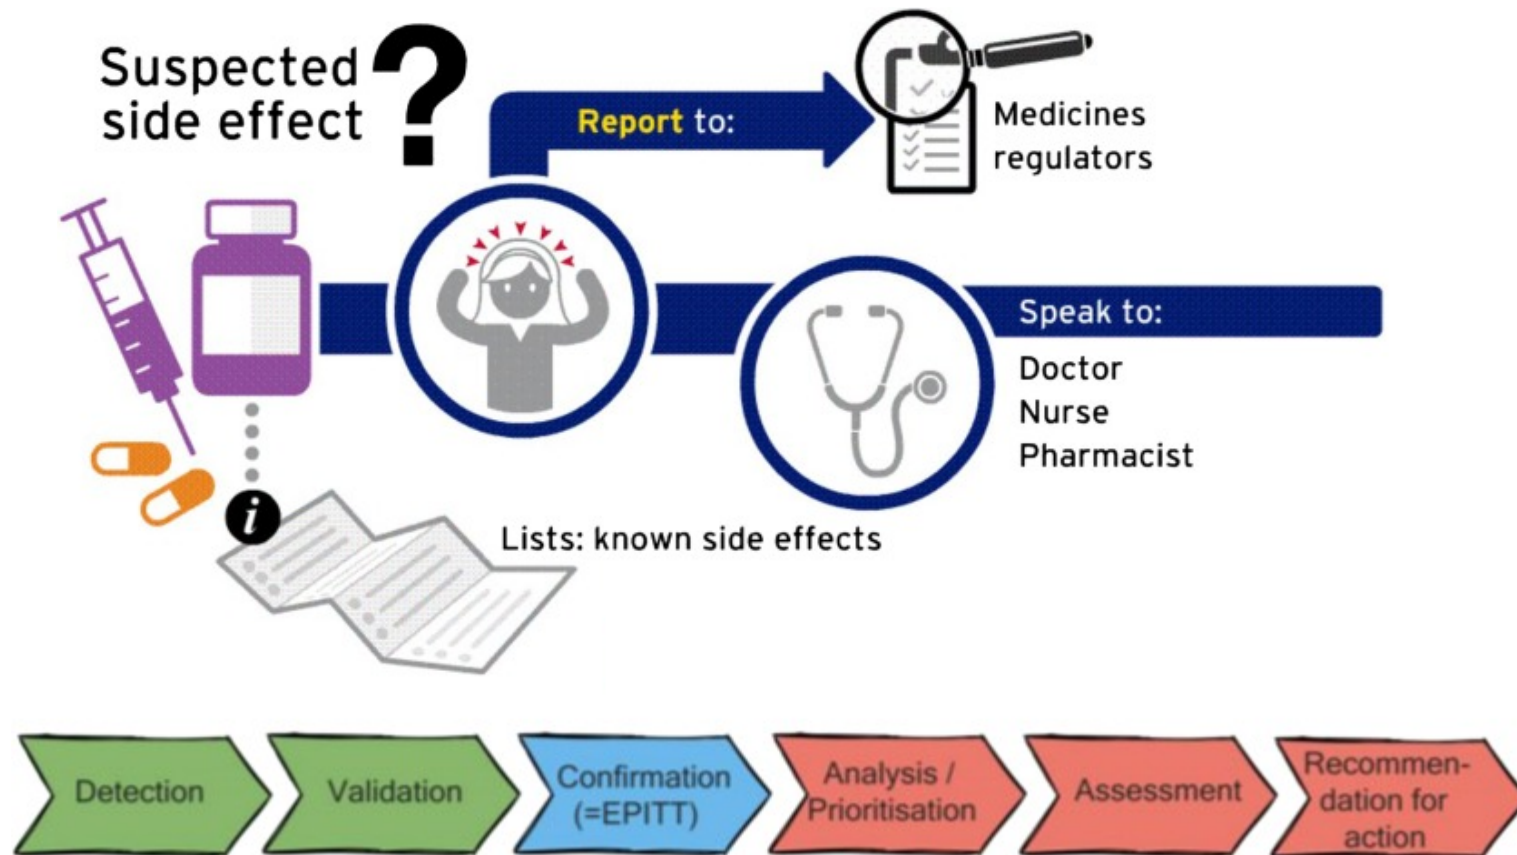 Suspected
side effect ?
Report to:
Medicines
regulators
Speak to:
Doctor
Nurse
Pharmacist
i
Lists: known side effects
Detection
Validation
Confirmation
(=EPITT)
Analysis /
Prioritisation
Assessment
Recommen-
dation for
action